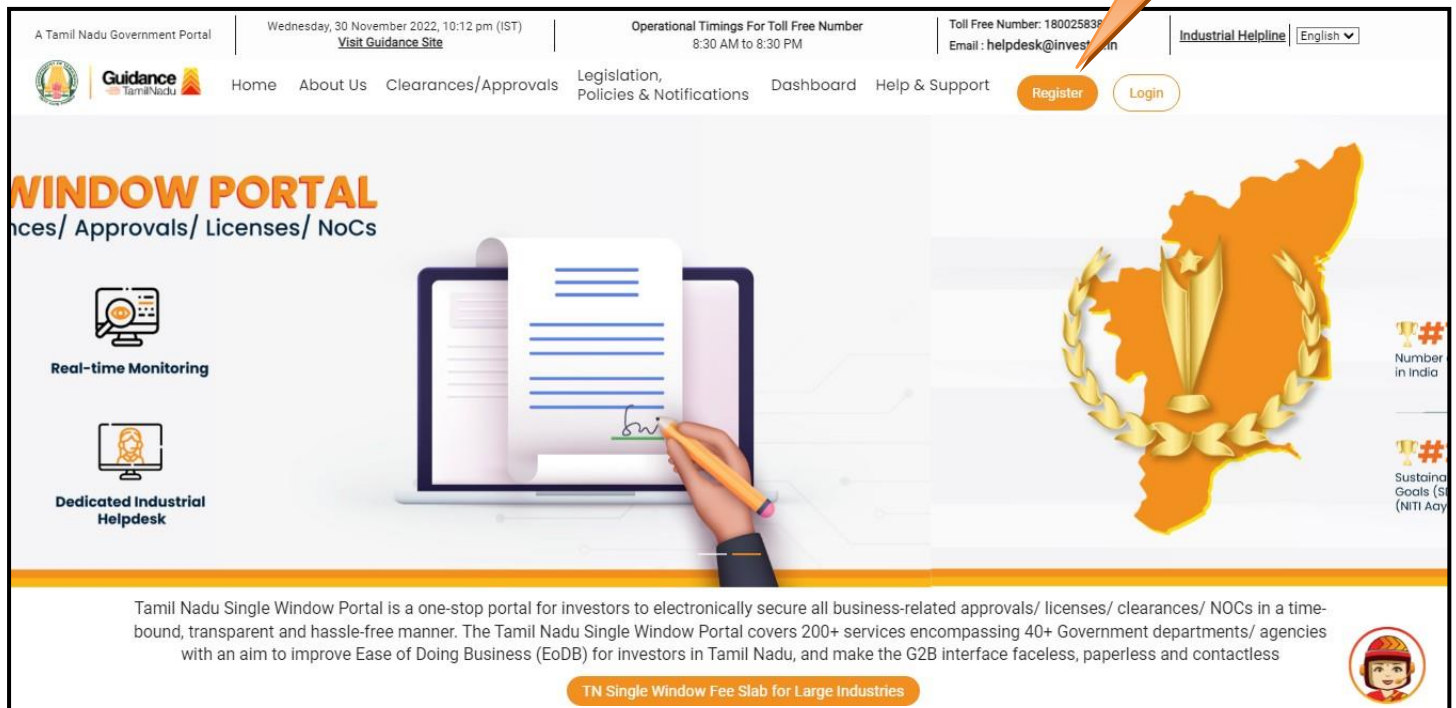 A Tamil Nadu Government Portal
Wednesday, 30 November 2022, 10:12 pm (IST)
Visit Guidance Site
Operational Timings For Toll Free Number
8:30 AM to 8:30 PM
Toll Free Number:
Email :
Industrial Helpline
English
Guidance
TamilNadu
Home
About Us
Clearances/Approvals
Legislation,
Policies & Notifications
Dashboard
Help & Support
Register
Login
WINDOW PORTAL
Approvals/ Licenses/ NoCs
Real-time Monitoring
Dedicated Industrial
Helpdesk
Number
in India
Goals
(NITI
Tamil Nadu Single Window Portal is a one-stop portal for investors to electronically secure all business-related approvals/ licenses/ clearances/ NOCs in a time-
bound, transparent and hassle-free manner. The Tamil Nadu Single Window Portal covers 200+ services encompassing 40+ Government departments/ agencies
with an aim to improve Ease of Doing Business (EoDB) for investors in Tamil Nadu, and make the G2B interface faceless, paperless and contactless
TN Single Window Fee Slab for Large Industries